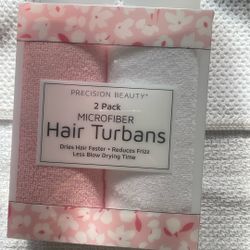 PRECISION BEAUTY®
2 Pack
MICROFIBER
Hair Turbans
Dries Hair Faster • Reduces Frizz
Less Blow Drying Time